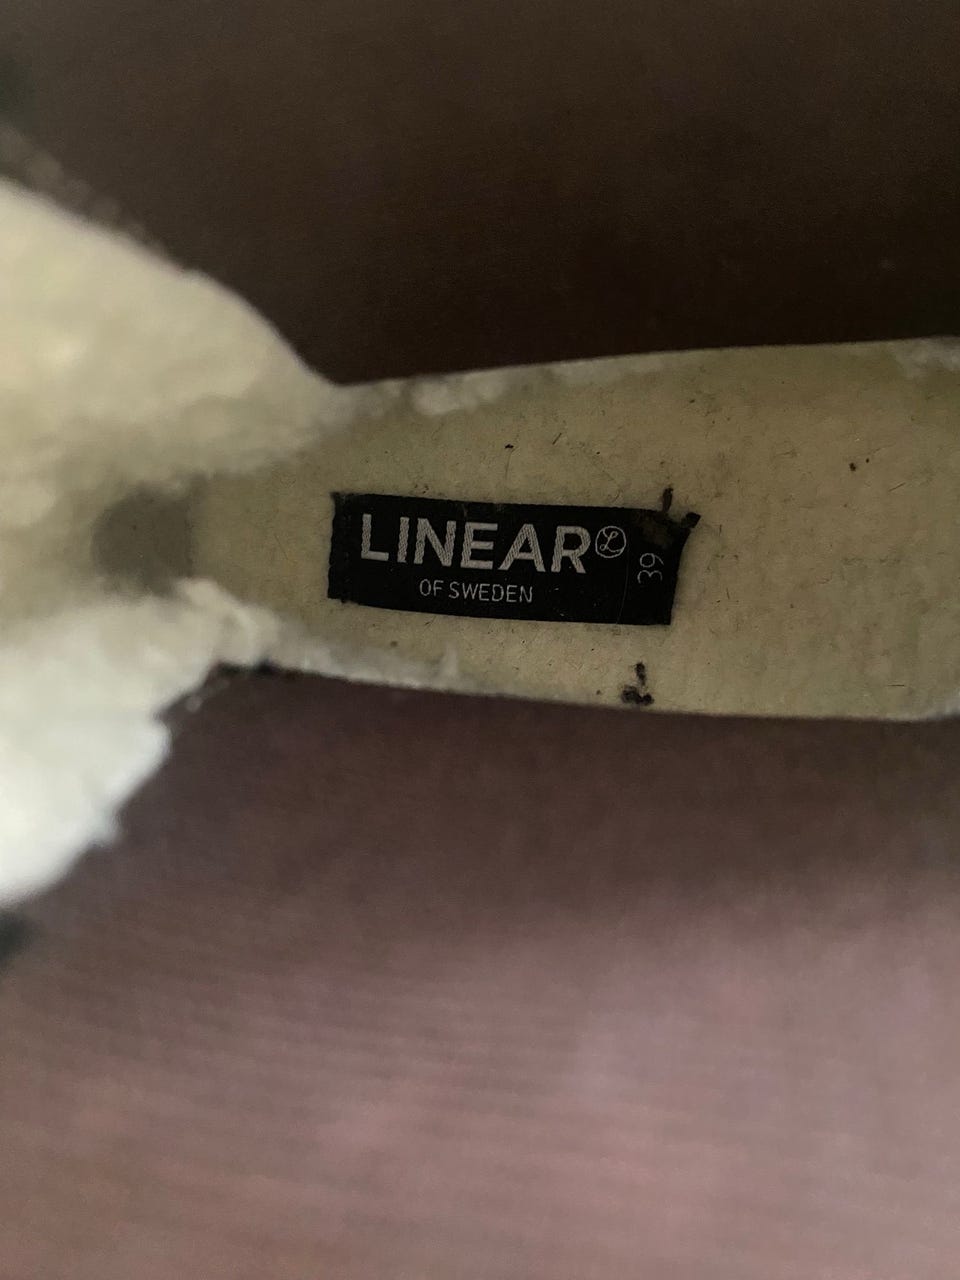 LINEAR
OF SWEDEN
39